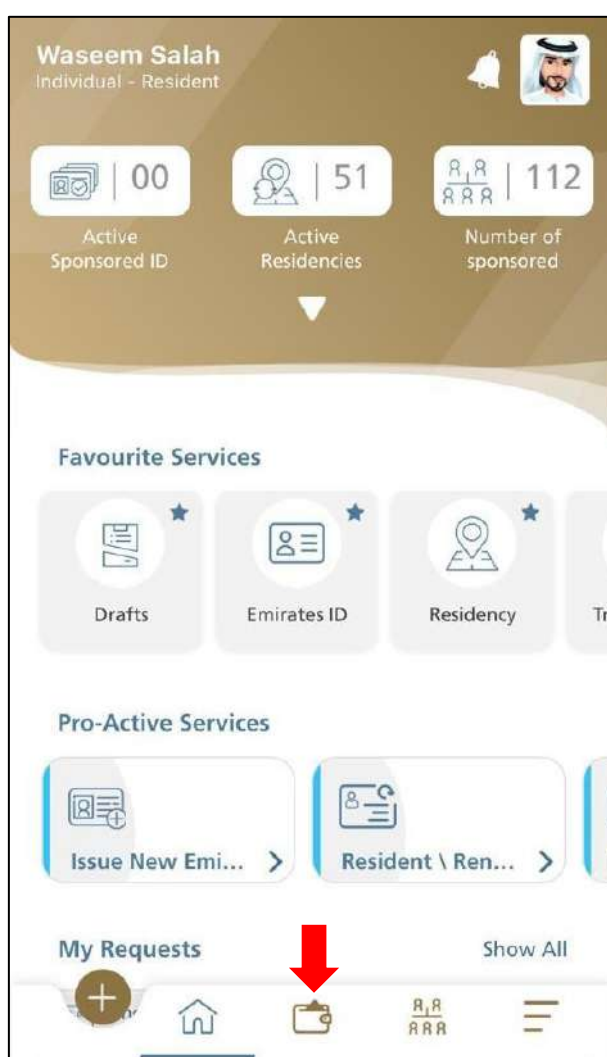 Waseem Salah
Individual - Resident
00
51
112
Active
Sponsored ID
Active
Residencies
Number of
sponsored
Favourite Services
Drafts
Emirates ID
Residency
Tr
Pro-Active Services
Issue New Emi...
Resident \ Ren...
My Requests
Show All